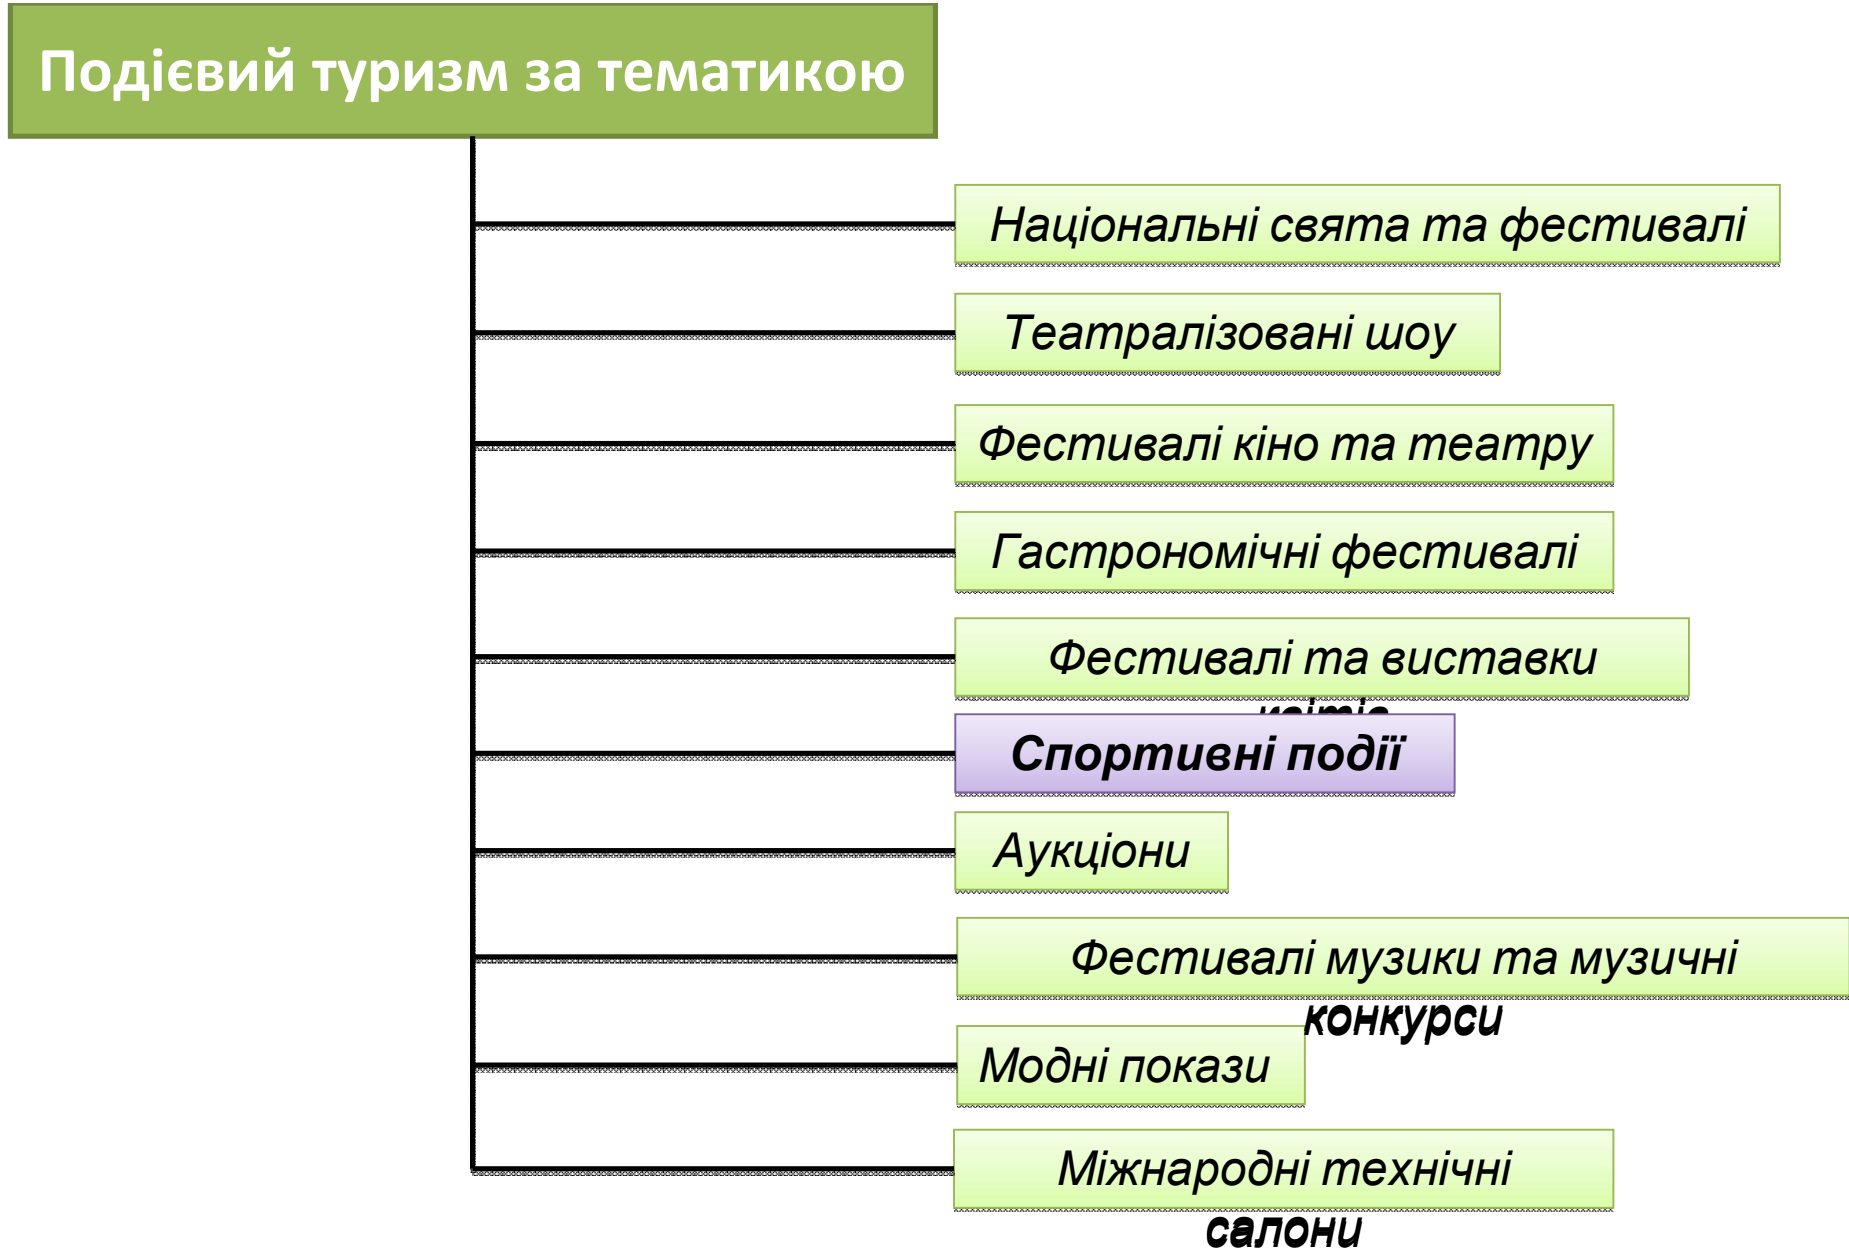 Подієвий туризм за тематикою
Національні свята та фестивалі
Театралізовані шоу
Фестивалі кіно та театру
Гастрономічні фестивалі
Фестивалі та виставки
Спортивні події
Аукціони
Фестивалі музики та музичні
конкурси
Модні покази
Міжнародні технічні
салони